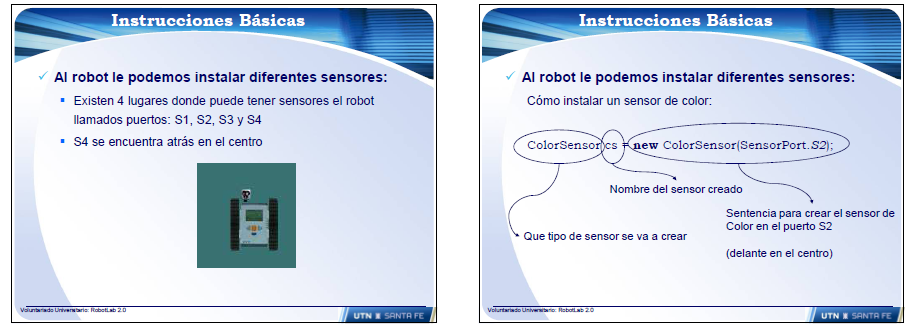 Instrucciones Básicas
✓ Al robot le podemos instalar diferentes sensores:
▪ Existen 4 lugares donde puede tener sensores el robot
llamados puertos: S1, S2, S3 y S4
▪ S4 se encuentra atrás en el centro
Voluntariado Universitario: RobotLab 2.0
UTN SANTA FE
Instrucciones Básicas
✓ Al robot le podemos instalar diferentes sensores:
Cómo instalar un sensor de color:
ColorSensor cs = new ColorSensor(SensorPort.S2);
Nombre del sensor creado
Sentencia para crear el sensor de
Color en el puerto S2
Que tipo de sensor se va a crear
(delante en el centro)
Voluntariado Universitario: RobotLab 2.0
UTN SANTA FE